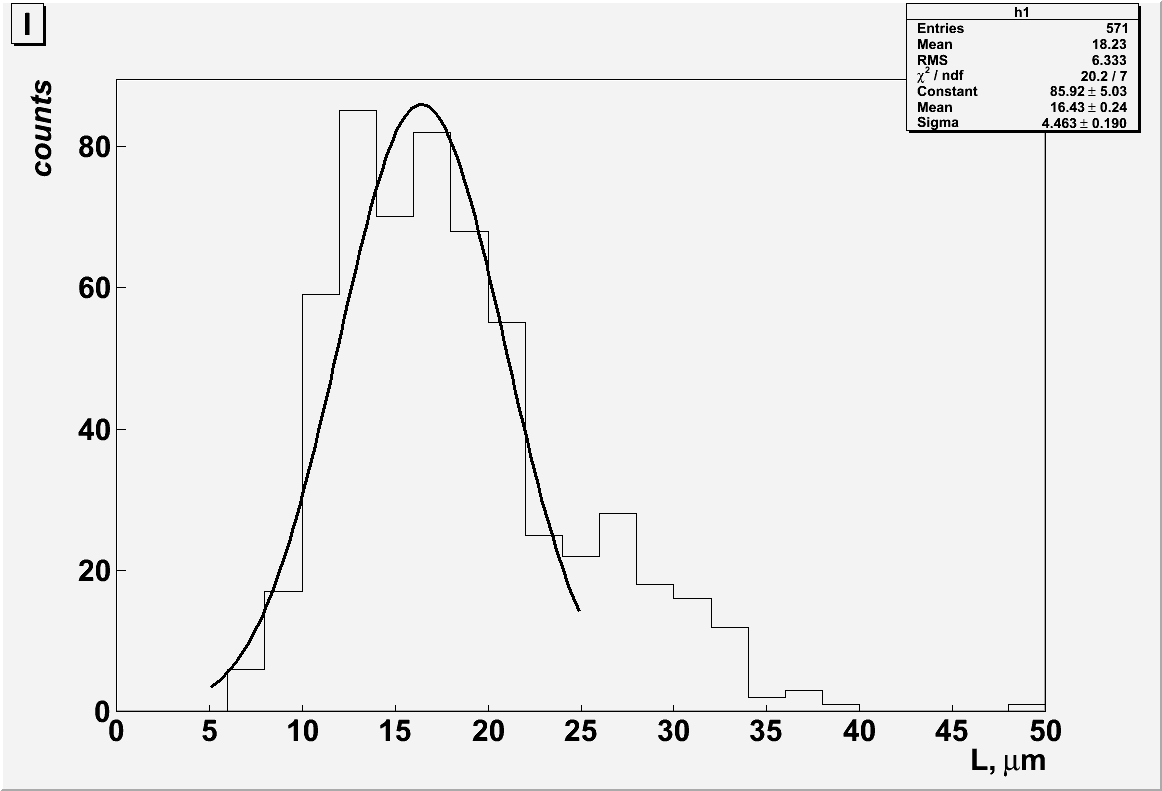 I
h1
Entries 571
Mean 18.23
RMS 6.333
χ² / ndf 20.2 / 7
Constant 85.92 ± 5.03
Mean 16.43 ± 0.24
Sigma 4.463 ± 0.190
counts
80
60
40
20
0
0 5 10 15 20 25 30 35 40 45 50
L, μm